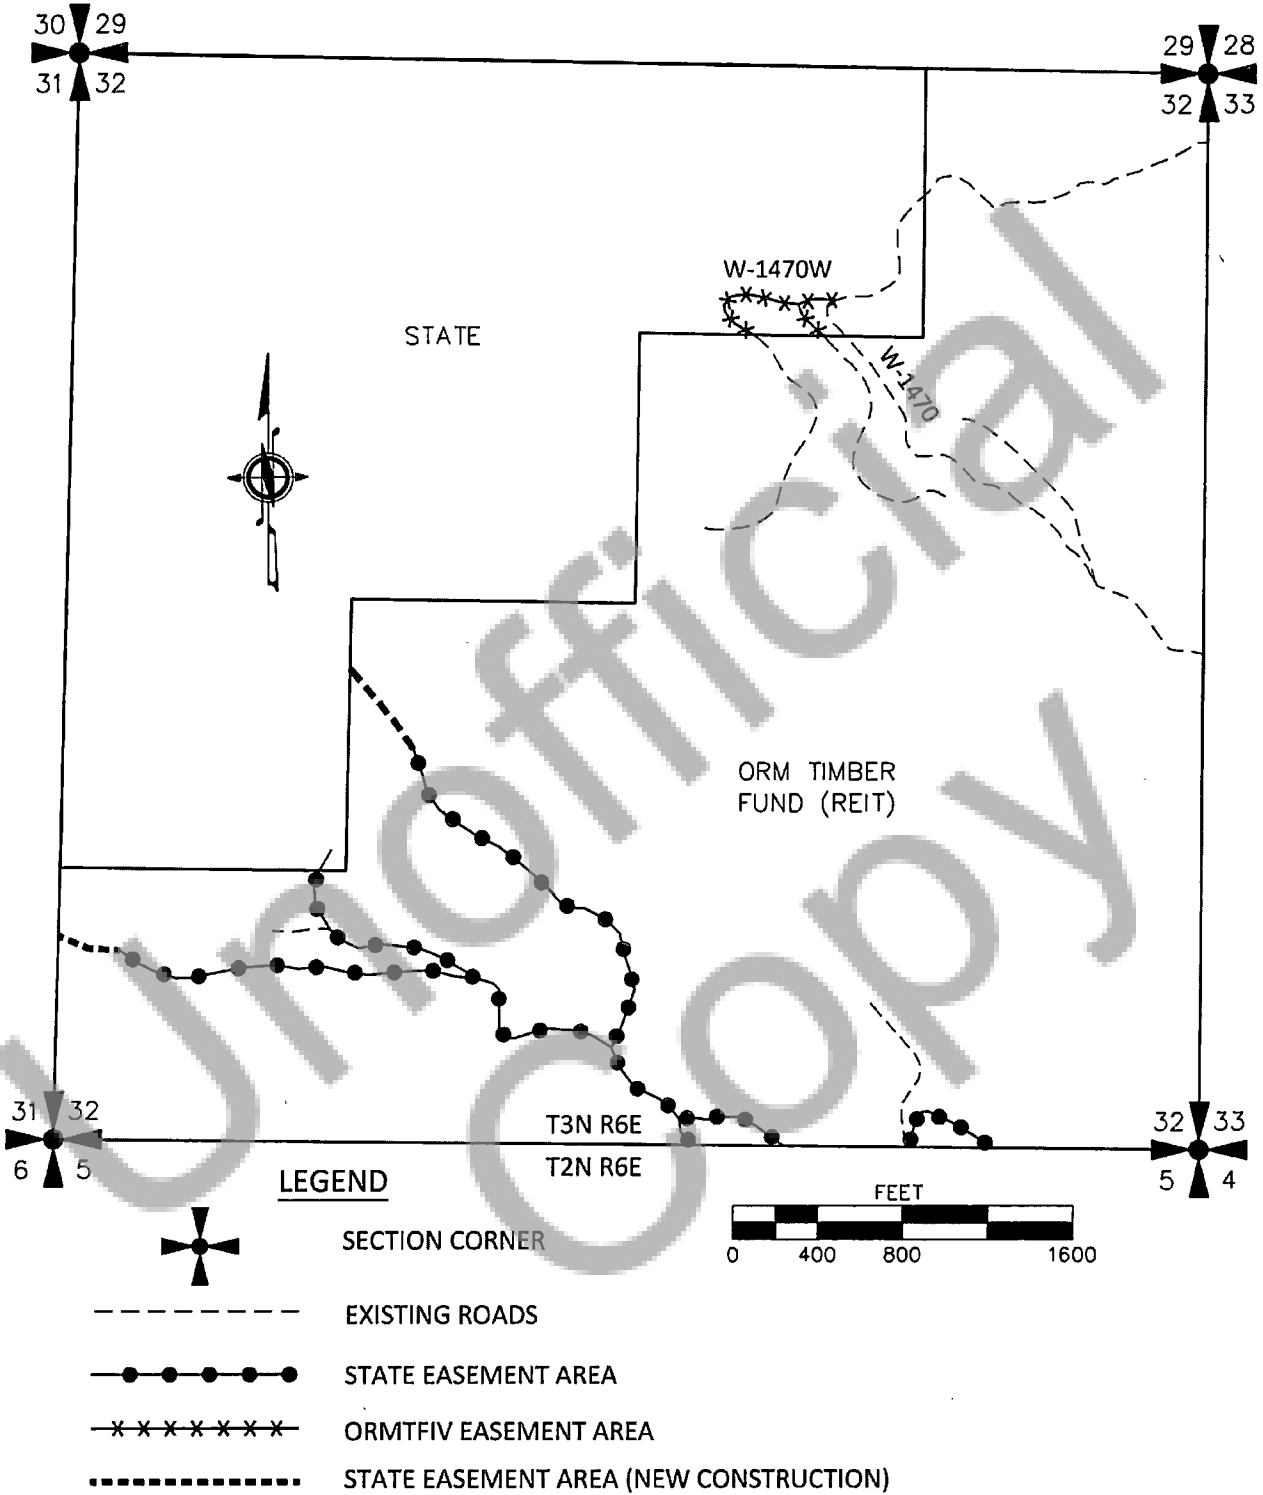 30 29
31 32
29 28
32 33
W-1470W
STATE
W-1470
ORM TIMBER
FUND (REIT)
31 32
6 5
T3N R6E
T2N R6E
32 33
5 4
LEGEND
FEET
0 400 800 1600
SECTION CORNER
EXISTING ROADS
STATE EASEMENT AREA
ORMTFIV EASEMENT AREA
STATE EASEMENT AREA (NEW CONSTRUCTION)
Unofficial
Copy